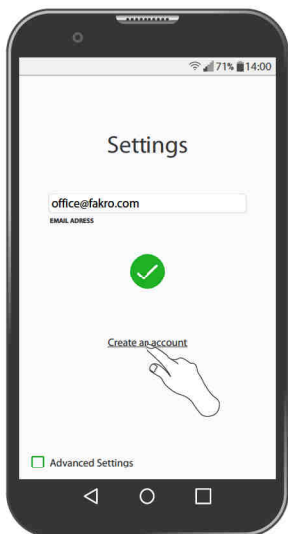 71% 14:00
Settings
office@fakro.com
EMAIL ADRESS
Create an account
Advanced Settings